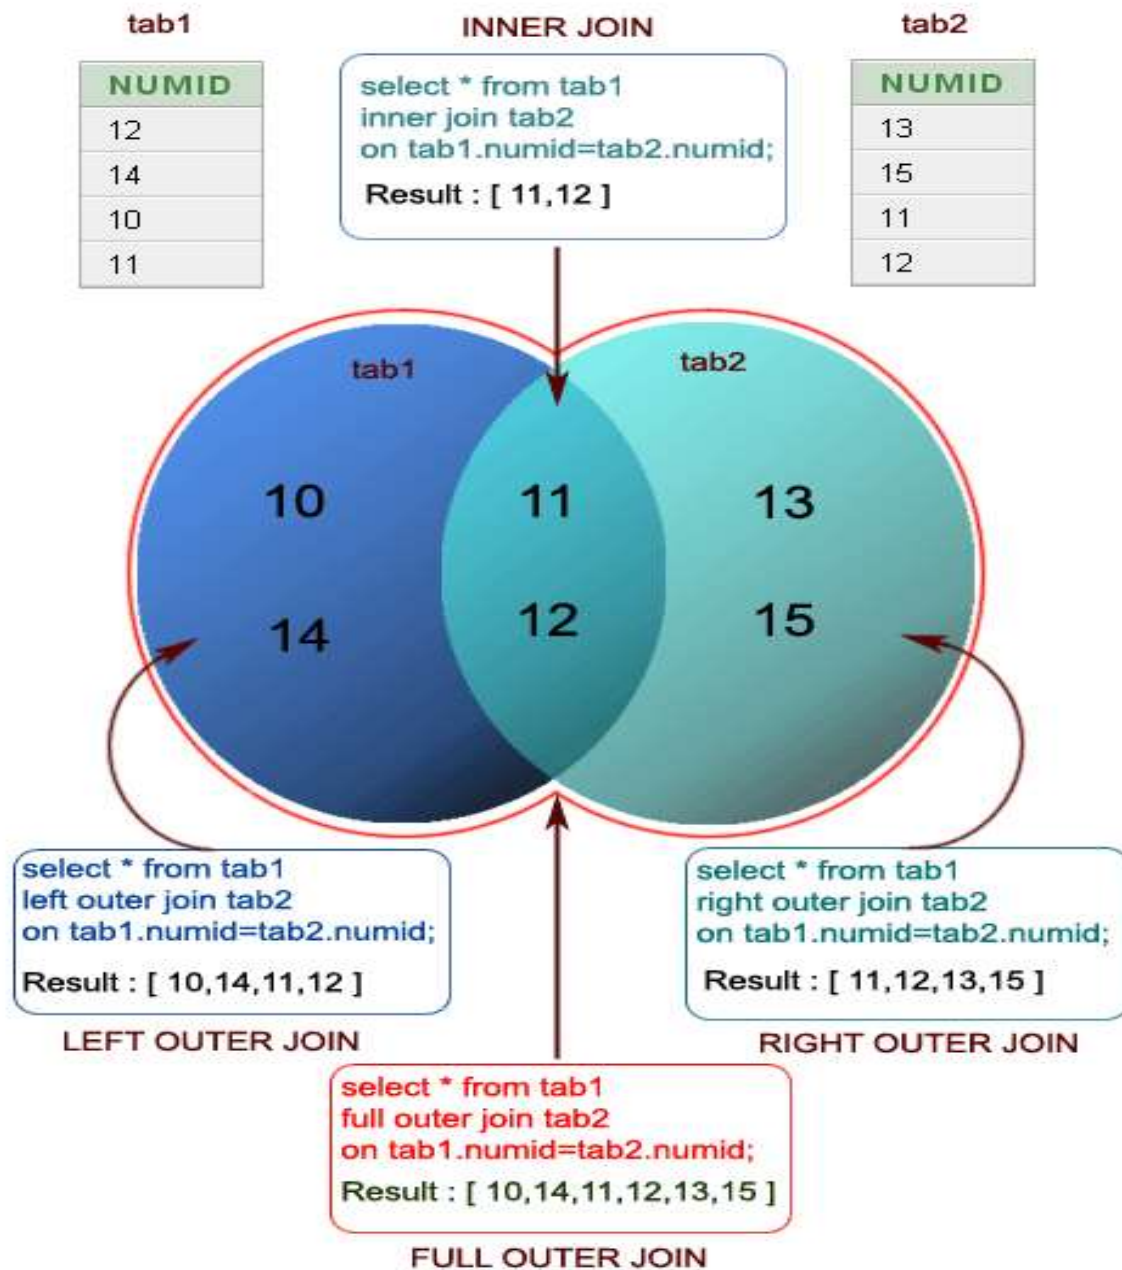 tab1
INNER JOIN
tab2
NUMID
12
14
10
11
select * from tab1
inner join tab2
on tab1.numid=tab2.numid;
Result : [ 11,12 ]
NUMID
13
15
11
12
tab1
tab2
10
11
13
14
12
15
select * from tab1
left outer join tab2
on tab1.numid=tab2.numid;
Result : [ 10,14,11,12 ]
LEFT OUTER JOIN
select * from tab1
right outer join tab2
on tab1.numid=tab2.numid;
Result : [ 11,12,13,15 ]
RIGHT OUTER JOIN
select * from tab1
full outer join tab2
on tab1.numid=tab2.numid;
Result : [ 10,14,11,12,13,15 ]
FULL OUTER JOIN